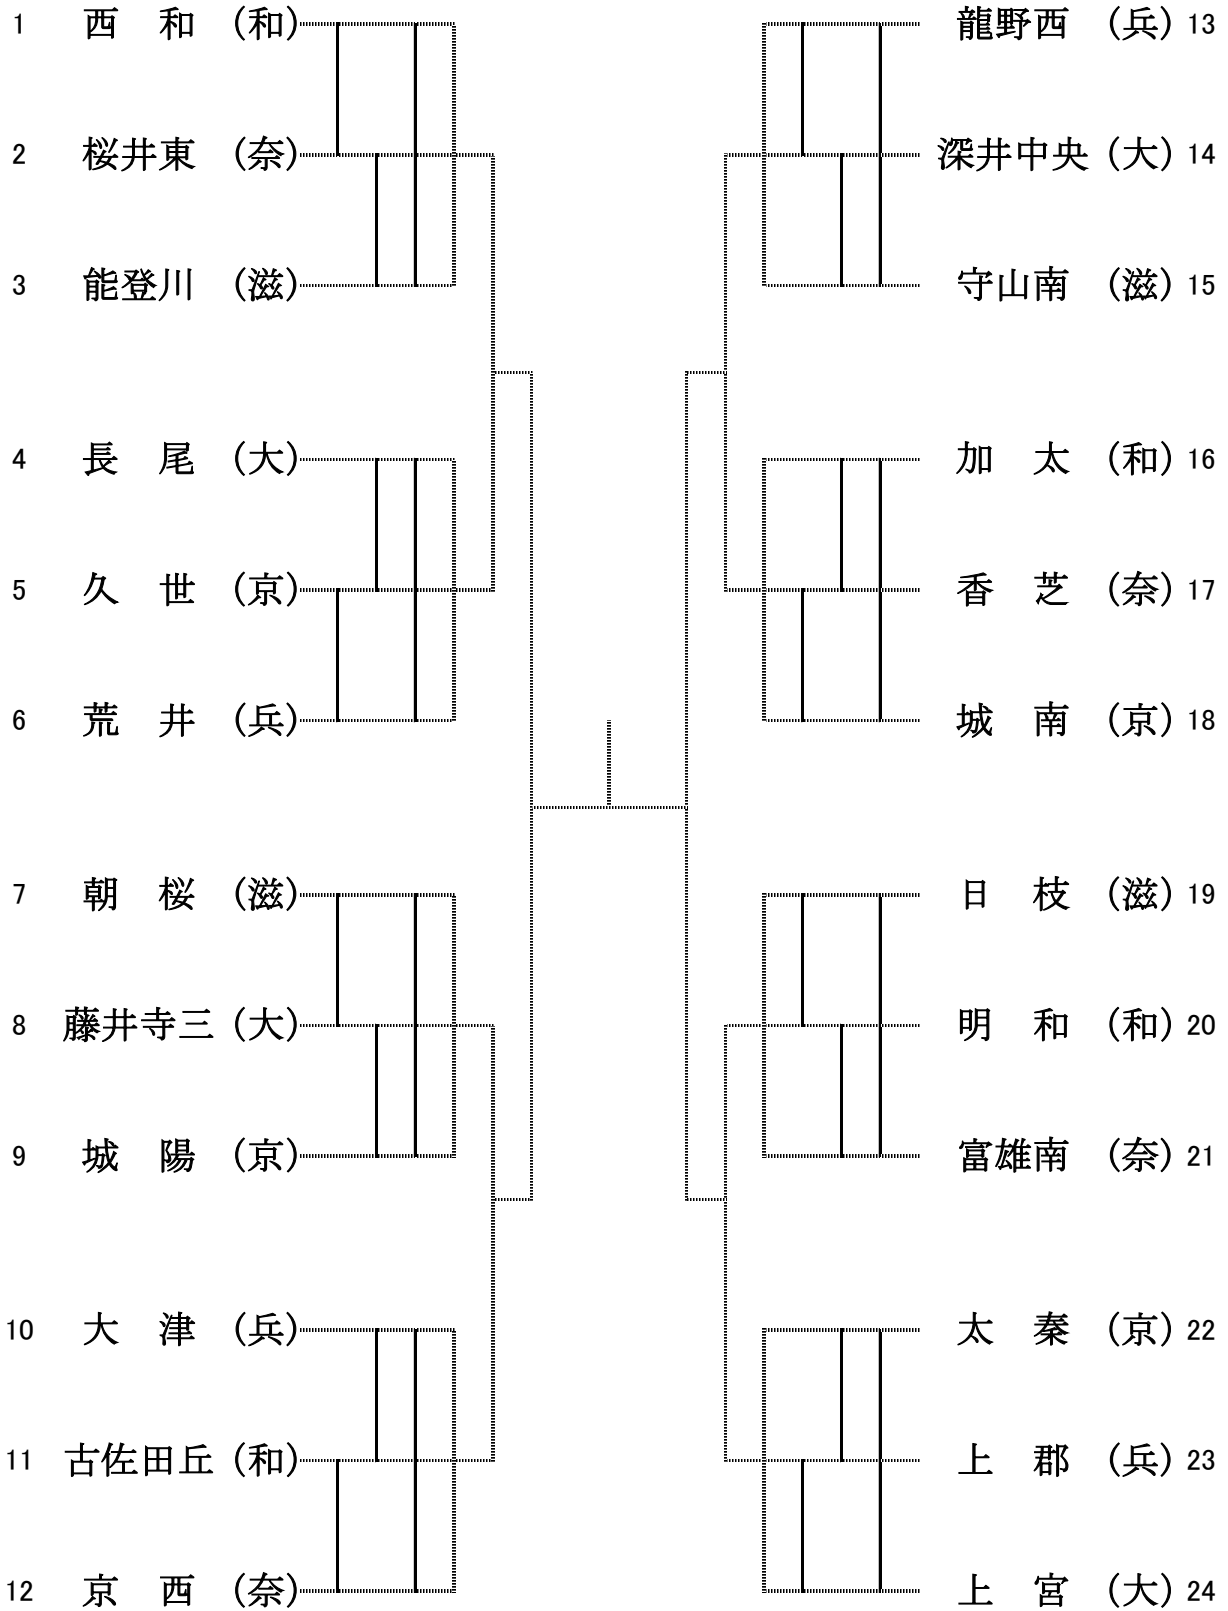 1 西 和 (和)
2 桜井東 (奈)
3 能登川 (滋)
4 長 尾 (大)
5 久 世 (京)
6 荒 井 (兵)
7 朝 桜 (滋)
8 藤井寺三 (大)
9 城 陽 (京)
10 大 津 (兵)
11 古佐田丘 (和)
12 京 西 (奈)
龍野西 (兵) 13
深井中央 (大) 14
守山南 (滋) 15
加 太 (和) 16
香 芝 (奈) 17
城 南 (京) 18
日 枝 (滋) 19
明 和 (和) 20
富雄南 (奈) 21
太 秦 (京) 22
上 郡 (兵) 23
上 宮 (大) 24